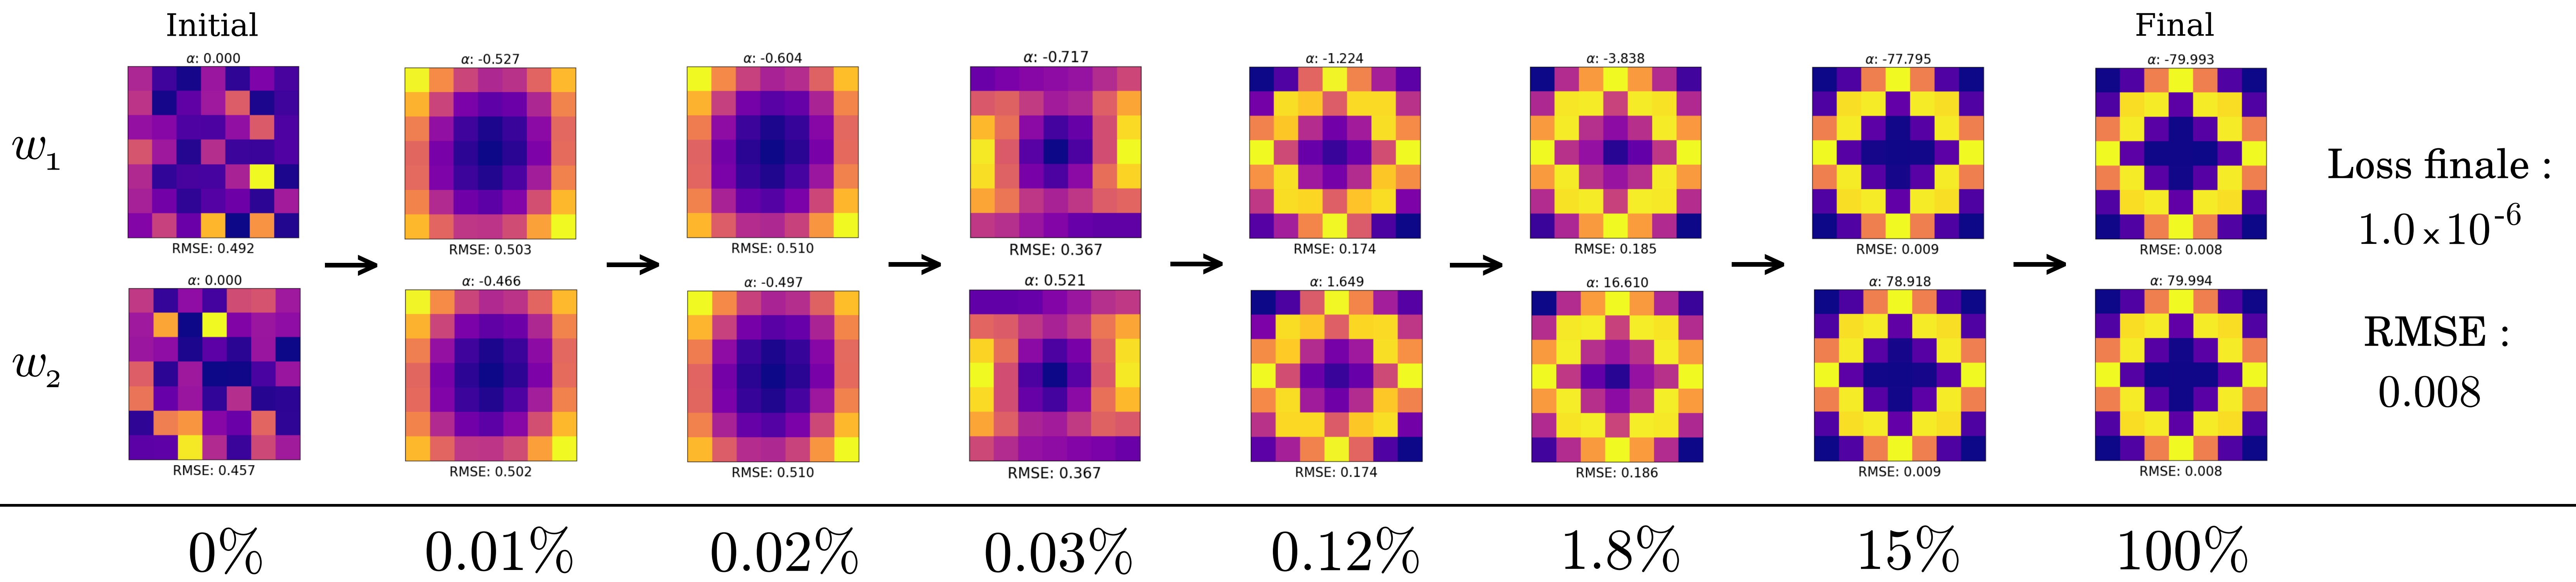 Initial
Final
α: 0.000
α: -0.527
α: -0.604
α: -0.717
α: -1.224
α: -3.838
α: -77.795
α: -79.993
w₁
RMSE: 0.492
RMSE: 0.503
RMSE: 0.510
RMSE: 0.367
RMSE: 0.174
RMSE: 0.185
RMSE: 0.009
RMSE: 0.008
Loss finale :
1.0×10⁻⁶
α: 0.000
α: -0.466
α: -0.497
α: 0.521
α: 1.649
α: 16.610
α: 78.918
α: 79.994
w₂
RMSE: 0.457
RMSE: 0.502
RMSE: 0.510
RMSE: 0.367
RMSE: 0.174
RMSE: 0.186
RMSE: 0.009
RMSE: 0.008
RMSE :
0.008
0%
0.01%
0.02%
0.03%
0.12%
1.8%
15%
100%